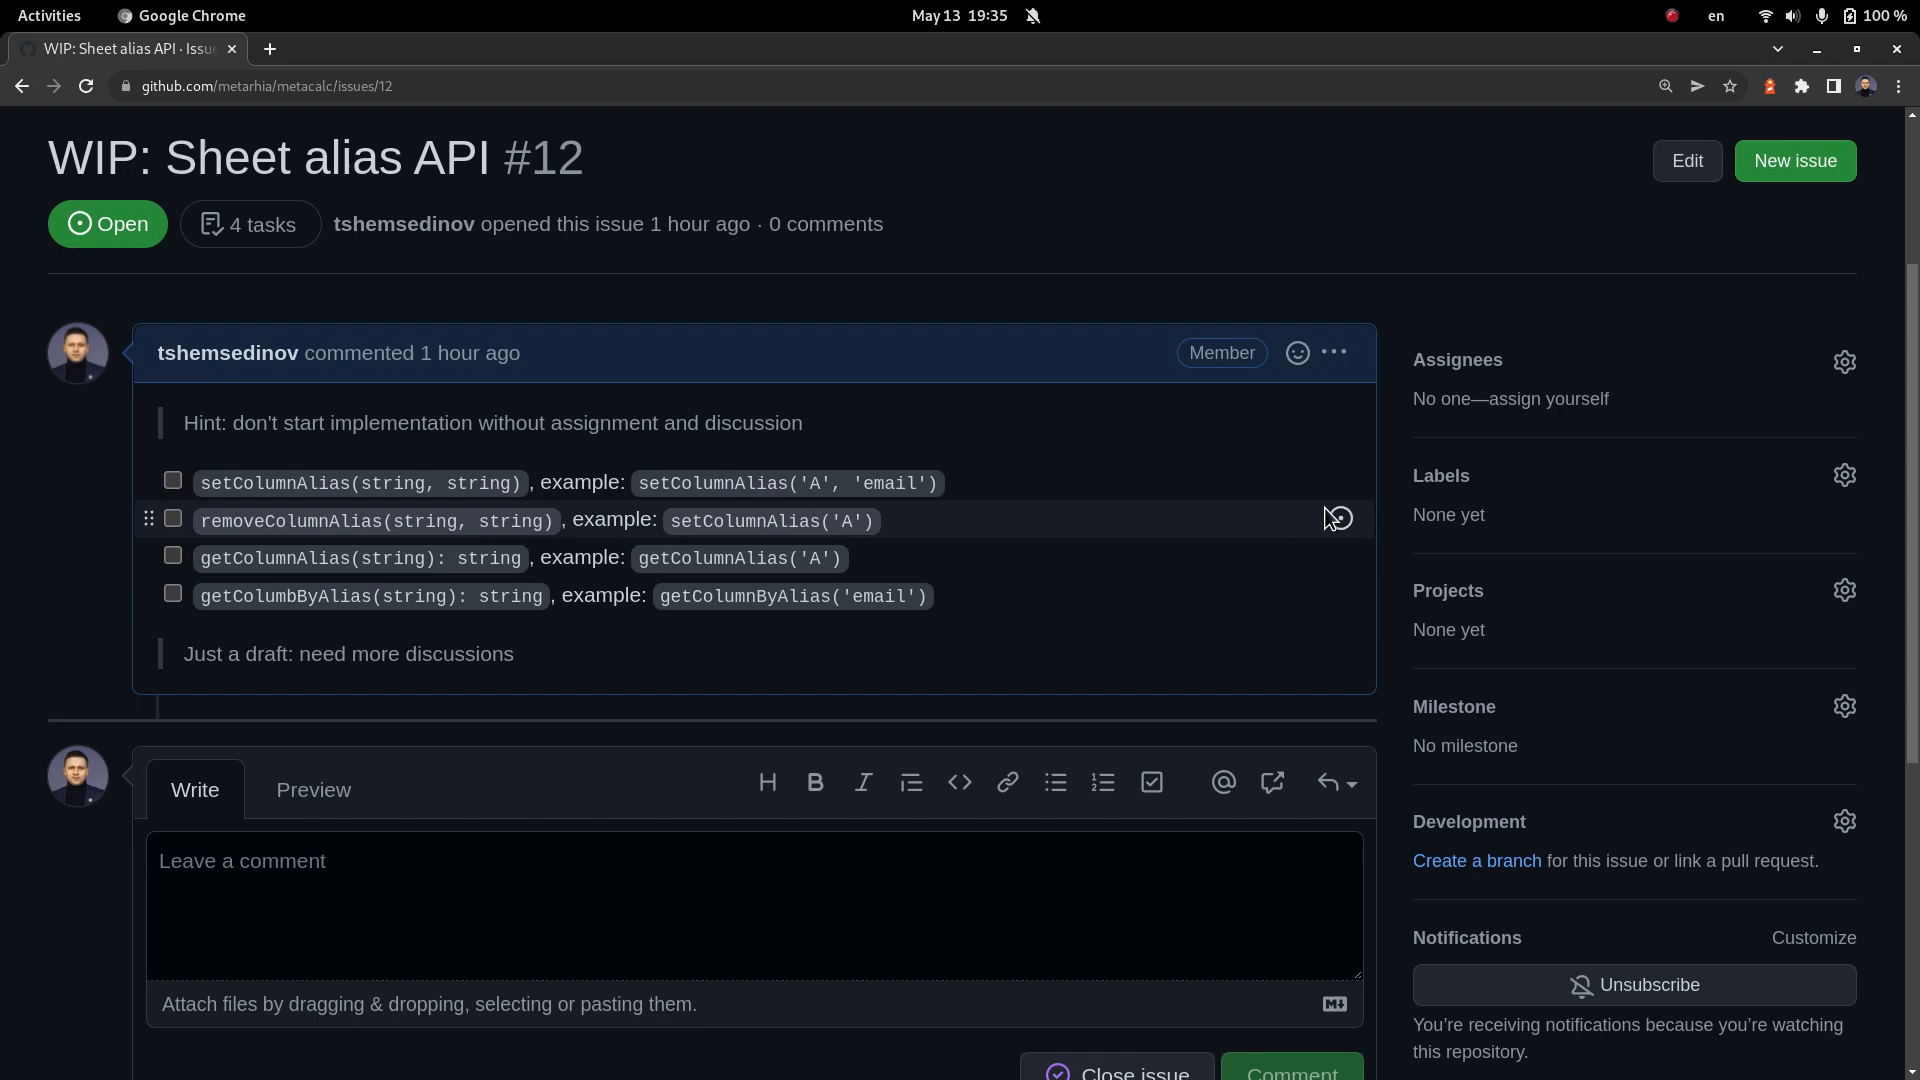 Activities Google Chrome May 13 19:35 en 100 %
WIP: Sheet alias API · Issue
github.com/metarhia/metacalc/issues/12
WIP: Sheet alias API #12
Edit New issue
Open 4 tasks tshemsedinov opened this issue 1 hour ago · 0 comments
tshemsedinov commented 1 hour ago Member
Hint: don't start implementation without assignment and discussion
setColumnAlias(string, string), example: setColumnAlias('A', 'email')
removeColumnAlias(string, string), example: setColumnAlias('A')
getColumnAlias(string): string, example: getColumnAlias('A')
getColumbByAlias(string): string, example: getColumnByAlias('email')
Just a draft: need more discussions
Write Preview
Leave a comment
Attach files by dragging & dropping, selecting or pasting them.
Close issue Comment
Assignees
No one—assign yourself
Labels
None yet
Projects
None yet
Milestone
No milestone
Development
Create a branch for this issue or link a pull request.
Notifications Customize
Unsubscribe
You're receiving notifications because you're watching
this repository.